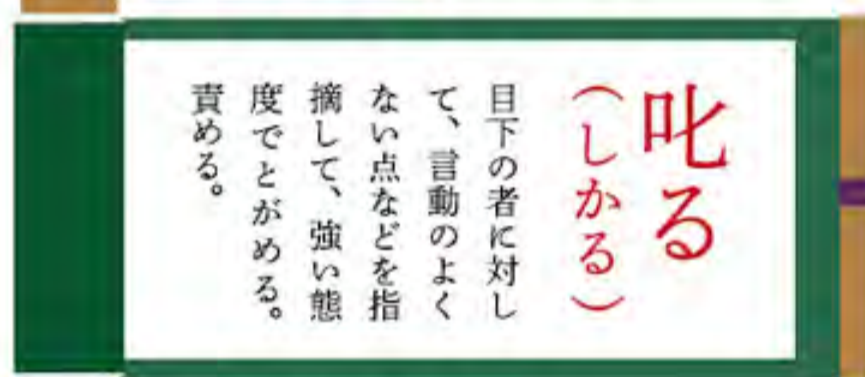 叱る
（しかる）
目下の者に対し
て、言動のよく
ない点などを指
摘して、強い態
度でとがめる。
責める。